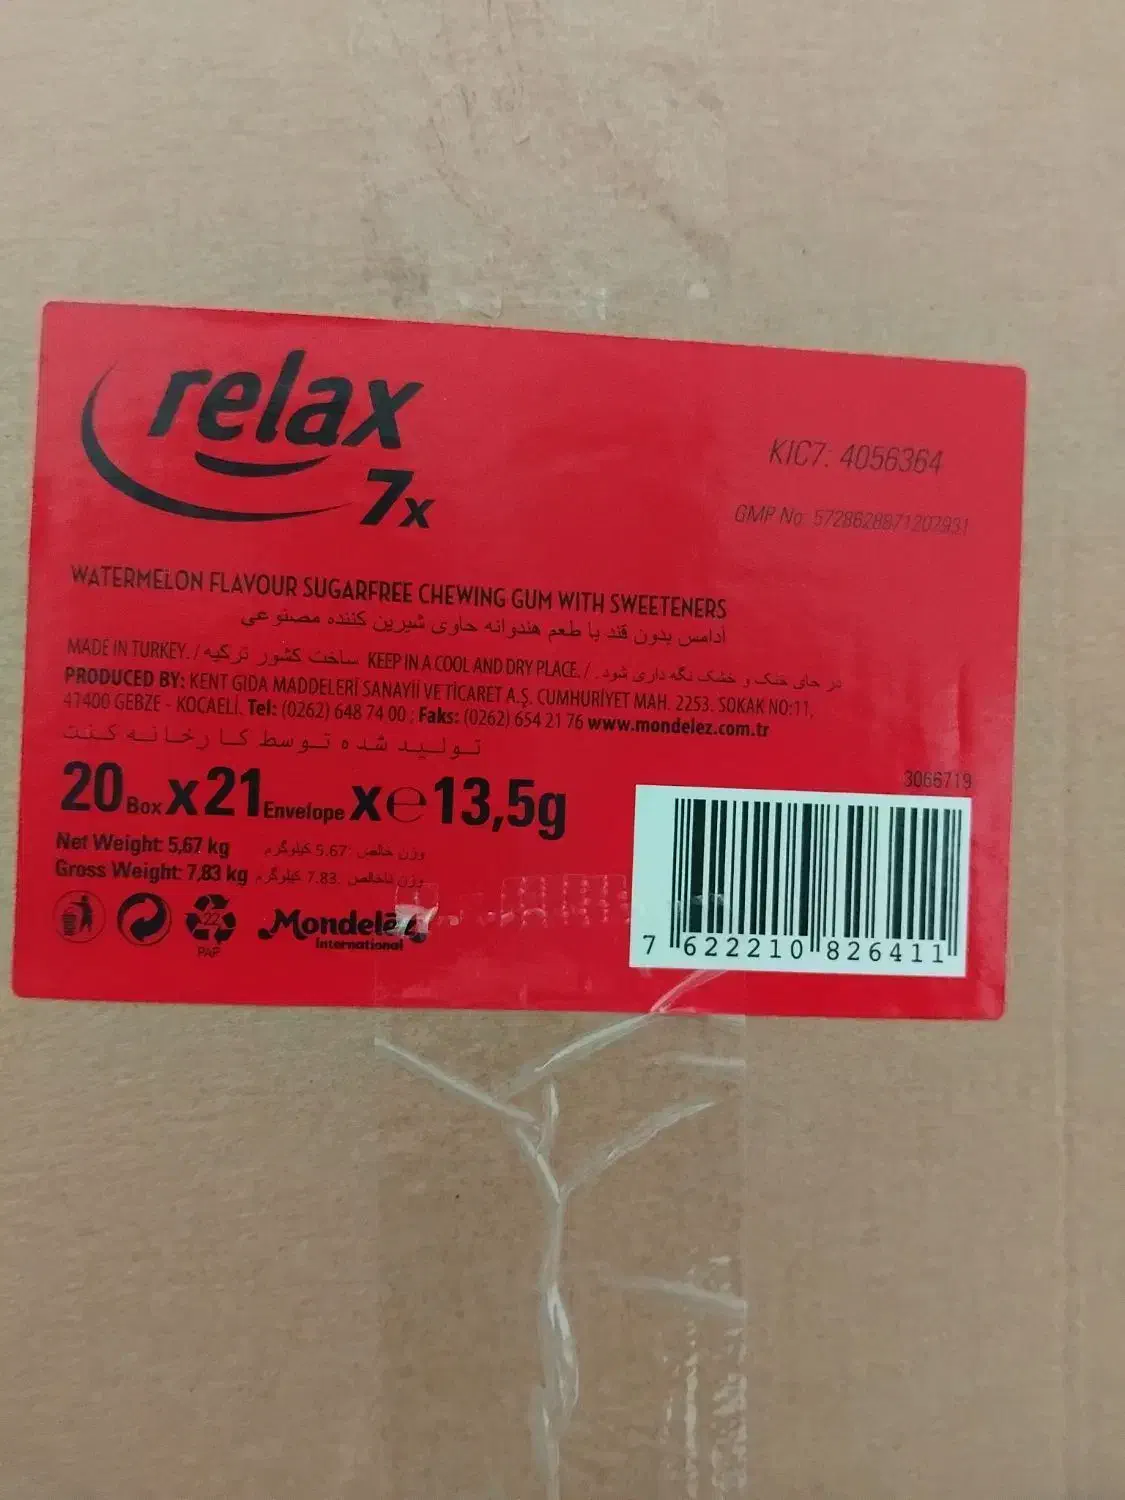 relax
7x
KIC7: 4056364
GMP No: 5728628871207931
WATERMELON FLAVOUR SUGARFREE CHEWING GUM WITH SWEETENERS
آدامس بدون قند با طعم هندوانه حاوی شیرین کننده مصنوعی
MADE IN TURKEY. / ساخت کشور ترکیه KEEP IN A COOL AND DRY PLACE. / در جای خنک و خشک نگه داری شود.
PRODUCED BY: KENT GIDA MADDELERİ SANAYİİ VE TİCARET A.Ş. CUMHURİYET MAH. 2253. SOKAK NO:11,
41400 GEBZE - KOCAELİ. Tel: (0262) 648 74 00 ; Faks: (0262) 654 21 76 www.mondelez.com.tr
تولید شده توسط کارخانه کنت
20 Box x 21 Envelope x ℮ 13,5g
3066719
Net Weight: 5,67 kg وزن خالص: 5.67 کیلوگرم
Gross Weight: 7,83 kg وزن ناخالص: 7.83 کیلوگرم
22
PAP
Mondelēz
International
7 622210 826411